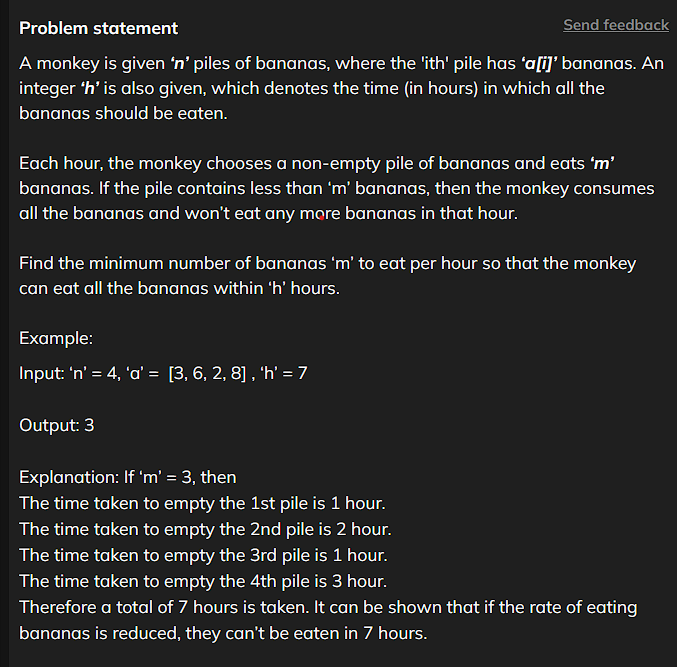 Problem statement
Send feedback
A monkey is given ‘n’ piles of bananas, where the 'ith' pile has ‘a[i]’ bananas. An
integer ‘h’ is also given, which denotes the time (in hours) in which all the
bananas should be eaten.
Each hour, the monkey chooses a non-empty pile of bananas and eats ‘m’
bananas. If the pile contains less than ‘m’ bananas, then the monkey consumes
all the bananas and won’t eat any more bananas in that hour.
Find the minimum number of bananas ‘m’ to eat per hour so that the monkey
can eat all the bananas within ‘h’ hours.
Example:
Input: ‘n’ = 4, ‘a’ = [3, 6, 2, 8] , ‘h’ = 7
Output: 3
Explanation: If ‘m’ = 3, then
The time taken to empty the 1st pile is 1 hour.
The time taken to empty the 2nd pile is 2 hour.
The time taken to empty the 3rd pile is 1 hour.
The time taken to empty the 4th pile is 3 hour.
Therefore a total of 7 hours is taken. It can be shown that if the rate of eating
bananas is reduced, they can’t be eaten in 7 hours.